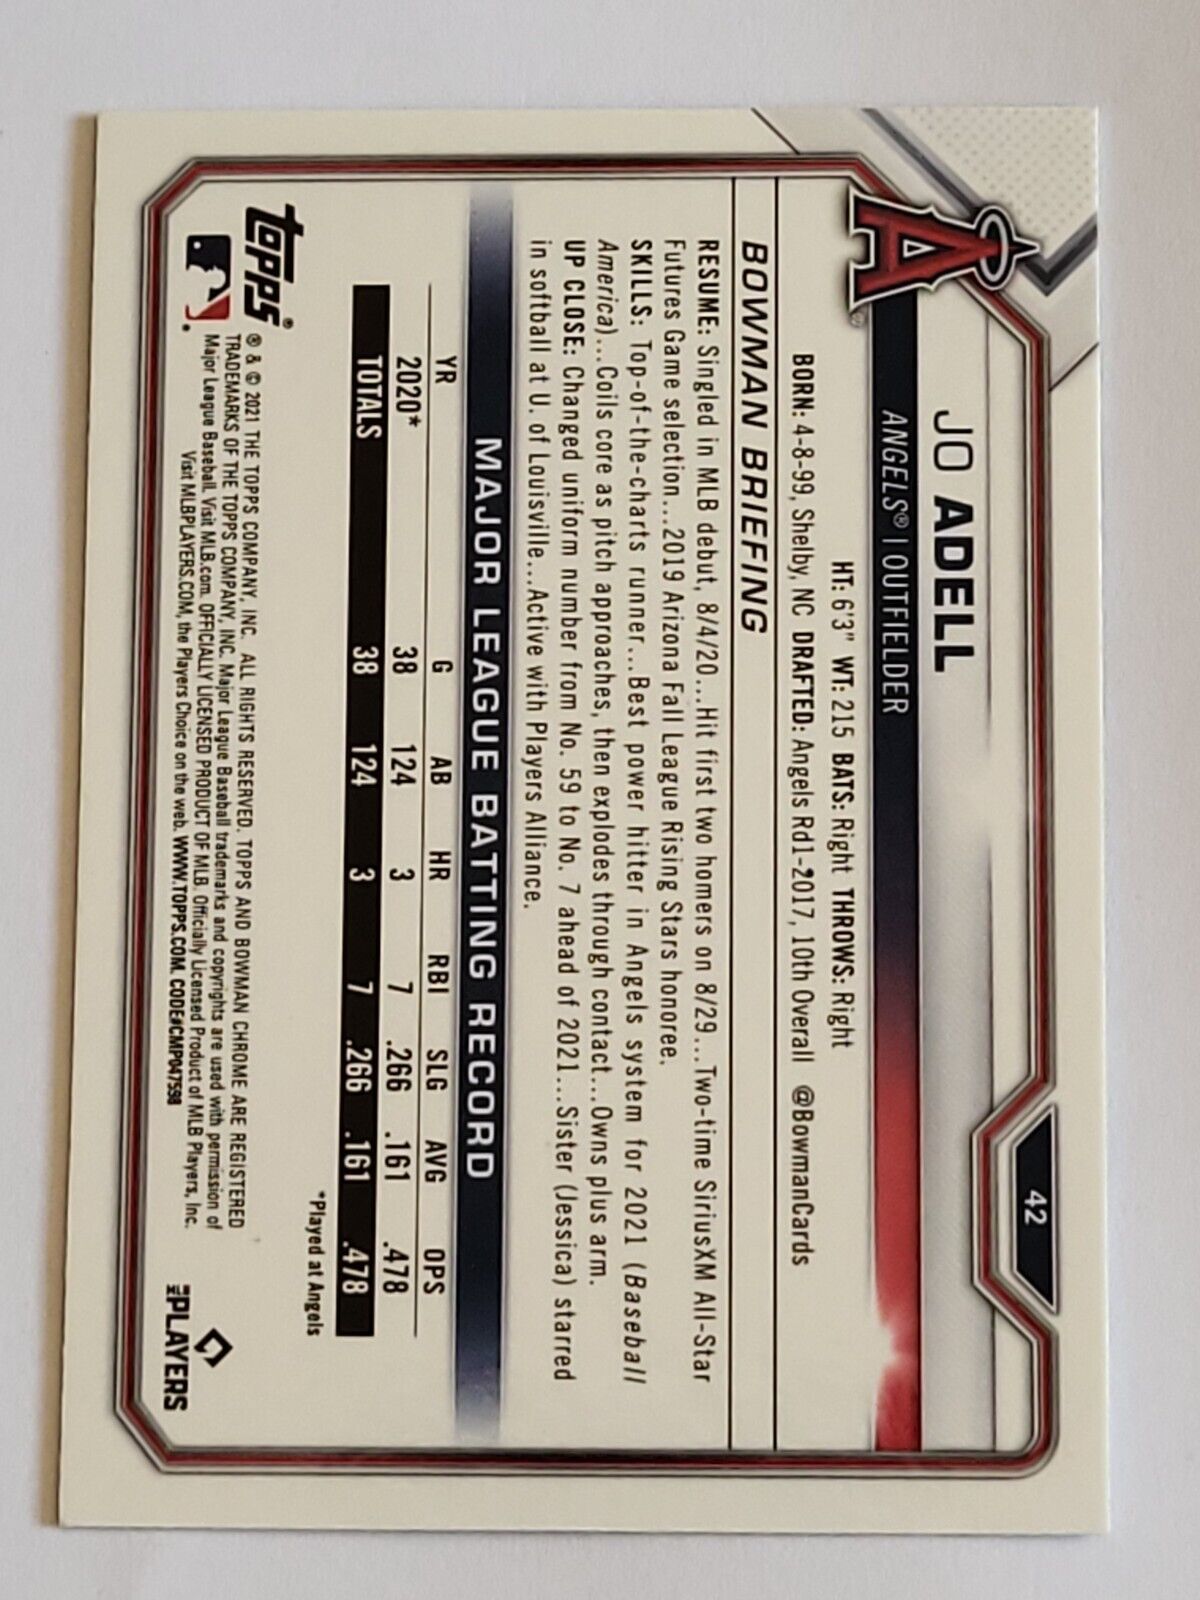 42
A®
JO ADELL
ANGELS® | OUTFIELDER
HT: 6'3" WT: 215 BATS: Right THROWS: Right
BORN: 4-8-99, Shelby, NC DRAFTED: Angels Rd1-2017, 10th Overall @BowmanCards
BOWMAN BRIEFING
RESUME: Singled in MLB debut, 8/4/20...Hit first two homers on 8/29...Two-time SiriusXM All-Star
Futures Game selection...2019 Arizona Fall League Rising Stars honoree.
SKILLS: Top-of-the-charts runner...Best power hitter in Angels system for 2021 (Baseball
America)...Coils core as pitch approaches, then explodes through contact...Owns plus arm.
UP CLOSE: Changed uniform number from No. 59 to No. 7 ahead of 2021...Sister (Jessica) starred
in softball at U. of Louisville...Active with Players Alliance.
MAJOR LEAGUE BATTING RECORD
YR G AB HR RBI SLG AVG OPS
2020* 38 124 3 7 .266 .161 .478
TOTALS 38 124 3 7 .266 .161 .478
*Played at Angels
topps®
® & © 2021 THE TOPPS COMPANY, INC. ALL RIGHTS RESERVED. TOPPS AND BOWMAN CHROME ARE REGISTERED
TRADEMARKS OF THE TOPPS COMPANY, INC. Major League Baseball trademarks and copyrights are used with permission of
Major League Baseball. Visit MLB.com. OFFICIALLY LICENSED PRODUCT OF MLB. Officially Licensed Product of MLB Players, Inc.
Visit MLBPLAYERS.COM, the Players Choice on the web. WWW.TOPPS.COM. CODE#CMP047598
MLB PLAYERS